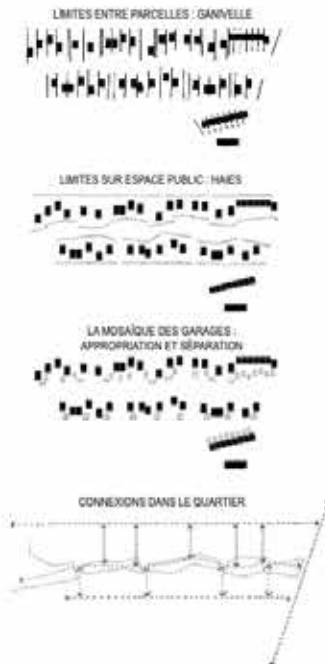 LIMITES ENTRE PARCELLES : GANIVELLE
LIMITES SUR ESPACE PUBLIC : HAIES
LA MOSAÏQUE DES GARAGES :
APPROPRIATION ET SÉPARATION
CONNEXIONS DANS LE QUARTIER